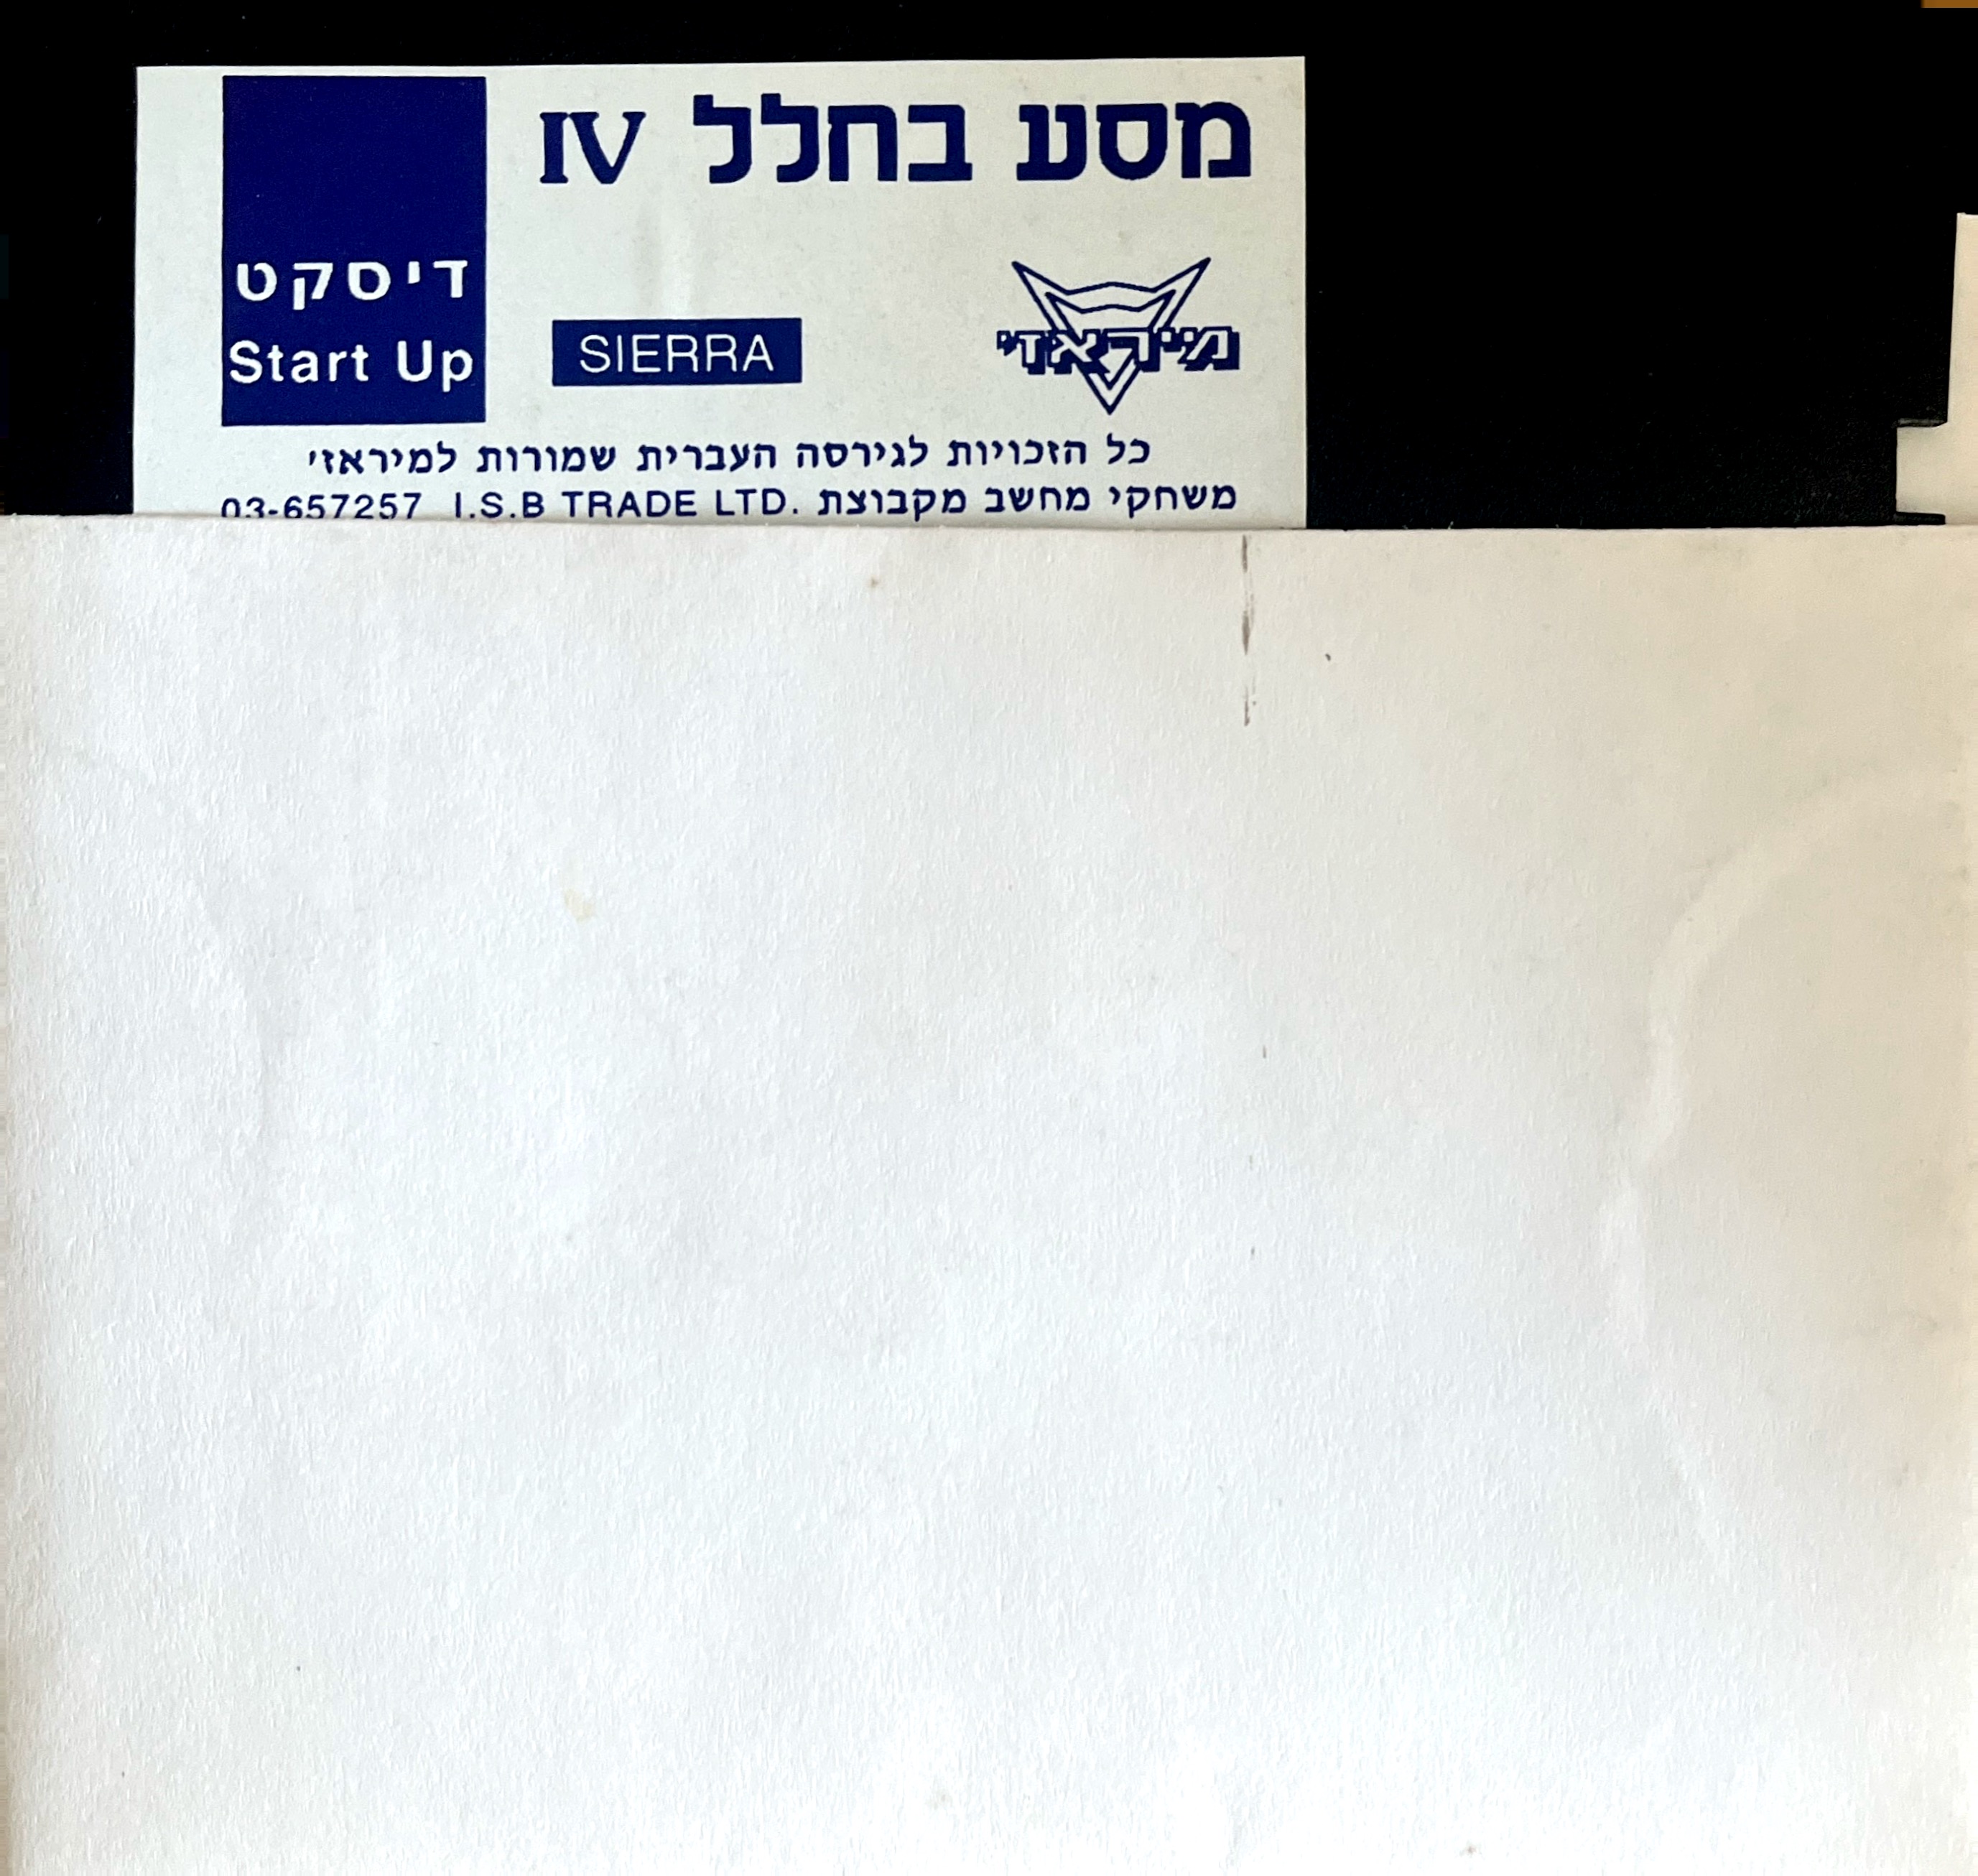 מסע בחלל IV
דיסקט
Start Up
SIERRA
מיראז'י
כל הזכויות לגירסה העברית שמורות למיראז'י
משחקי מחשב מקבוצת I.S.B TRADE LTD. 03-657257